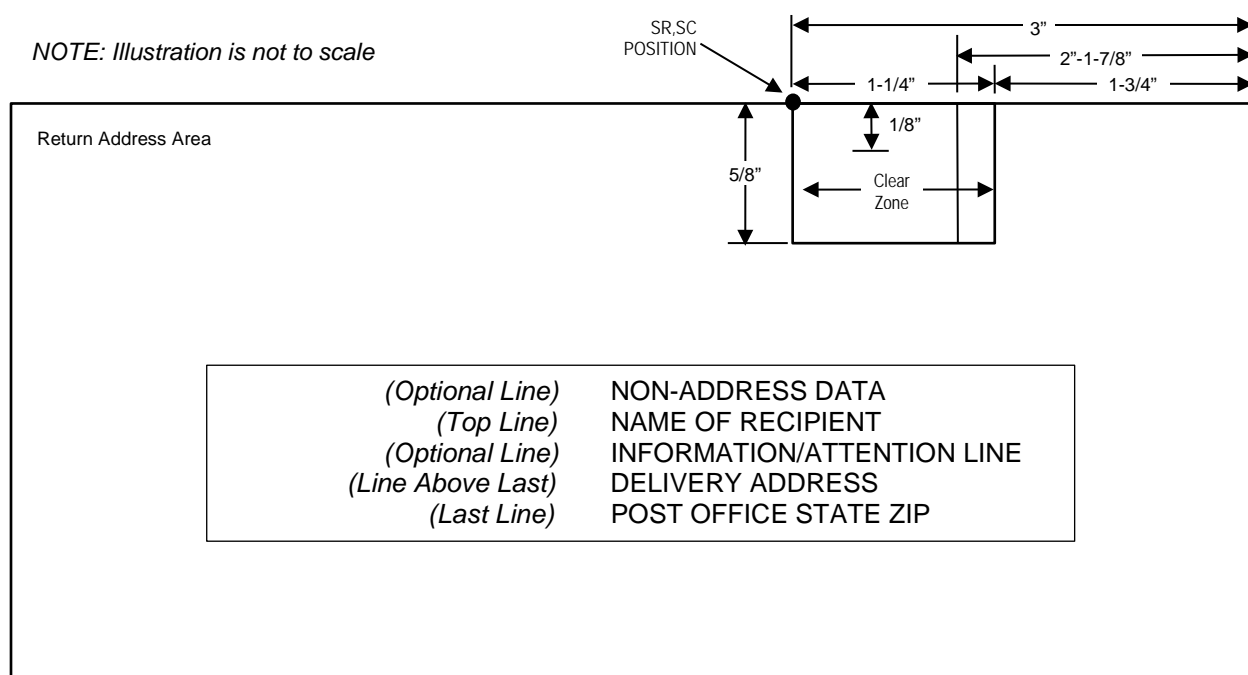 NOTE: Illustration is not to scale
SR,SC
POSITION
3”
2”-1-7/8”
1-1/4”
1-3/4”
Return Address Area
1/8”
5/8”
Clear
Zone
(Optional Line) NON-ADDRESS DATA
(Top Line) NAME OF RECIPIENT
(Optional Line) INFORMATION/ATTENTION LINE
(Line Above Last) DELIVERY ADDRESS
(Last Line) POST OFFICE STATE ZIP